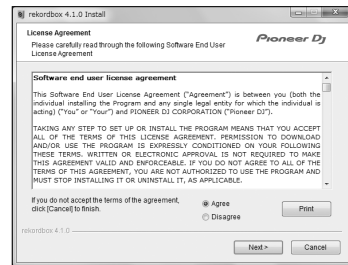 rekordbox 4.1.0 Install
License Agreement
Please carefully read through the following Software End User
License Agreement
Pioneer Dj
Software end user license agreement
This Software End User License Agreement ("Agreement") is between you (both the
individual installing the Program and any single legal entity for which the individual is
acting) ("You" or "Your") and PIONEER DJ CORPORATION ("Pioneer DJ").
TAKING ANY STEP TO SET UP OR INSTALL THE PROGRAM MEANS THAT YOU ACCEPT
ALL OF THE TERMS OF THIS LICENSE AGREEMENT. PERMISSION TO DOWNLOAD
AND/OR USE THE PROGRAM IS EXPRESSLY CONDITIONED ON YOUR FOLLOWING
THESE TERMS. WRITTEN OR ELECTRONIC APPROVAL IS NOT REQUIRED TO MAKE
THIS AGREEMENT VALID AND ENFORCEABLE. IF YOU DO NOT AGREE TO ALL OF THE
TERMS OF THIS AGREEMENT, YOU ARE NOT AUTHORIZED TO USE THE PROGRAM AND
MUST STOP INSTALLING IT OR UNINSTALL IT, AS APPLICABLE.
If you do not accept the terms of the agreement,
click [Cancel] to finish.
Agree
Disagree
Print
rekordbox 4.1.0
Next >
Cancel